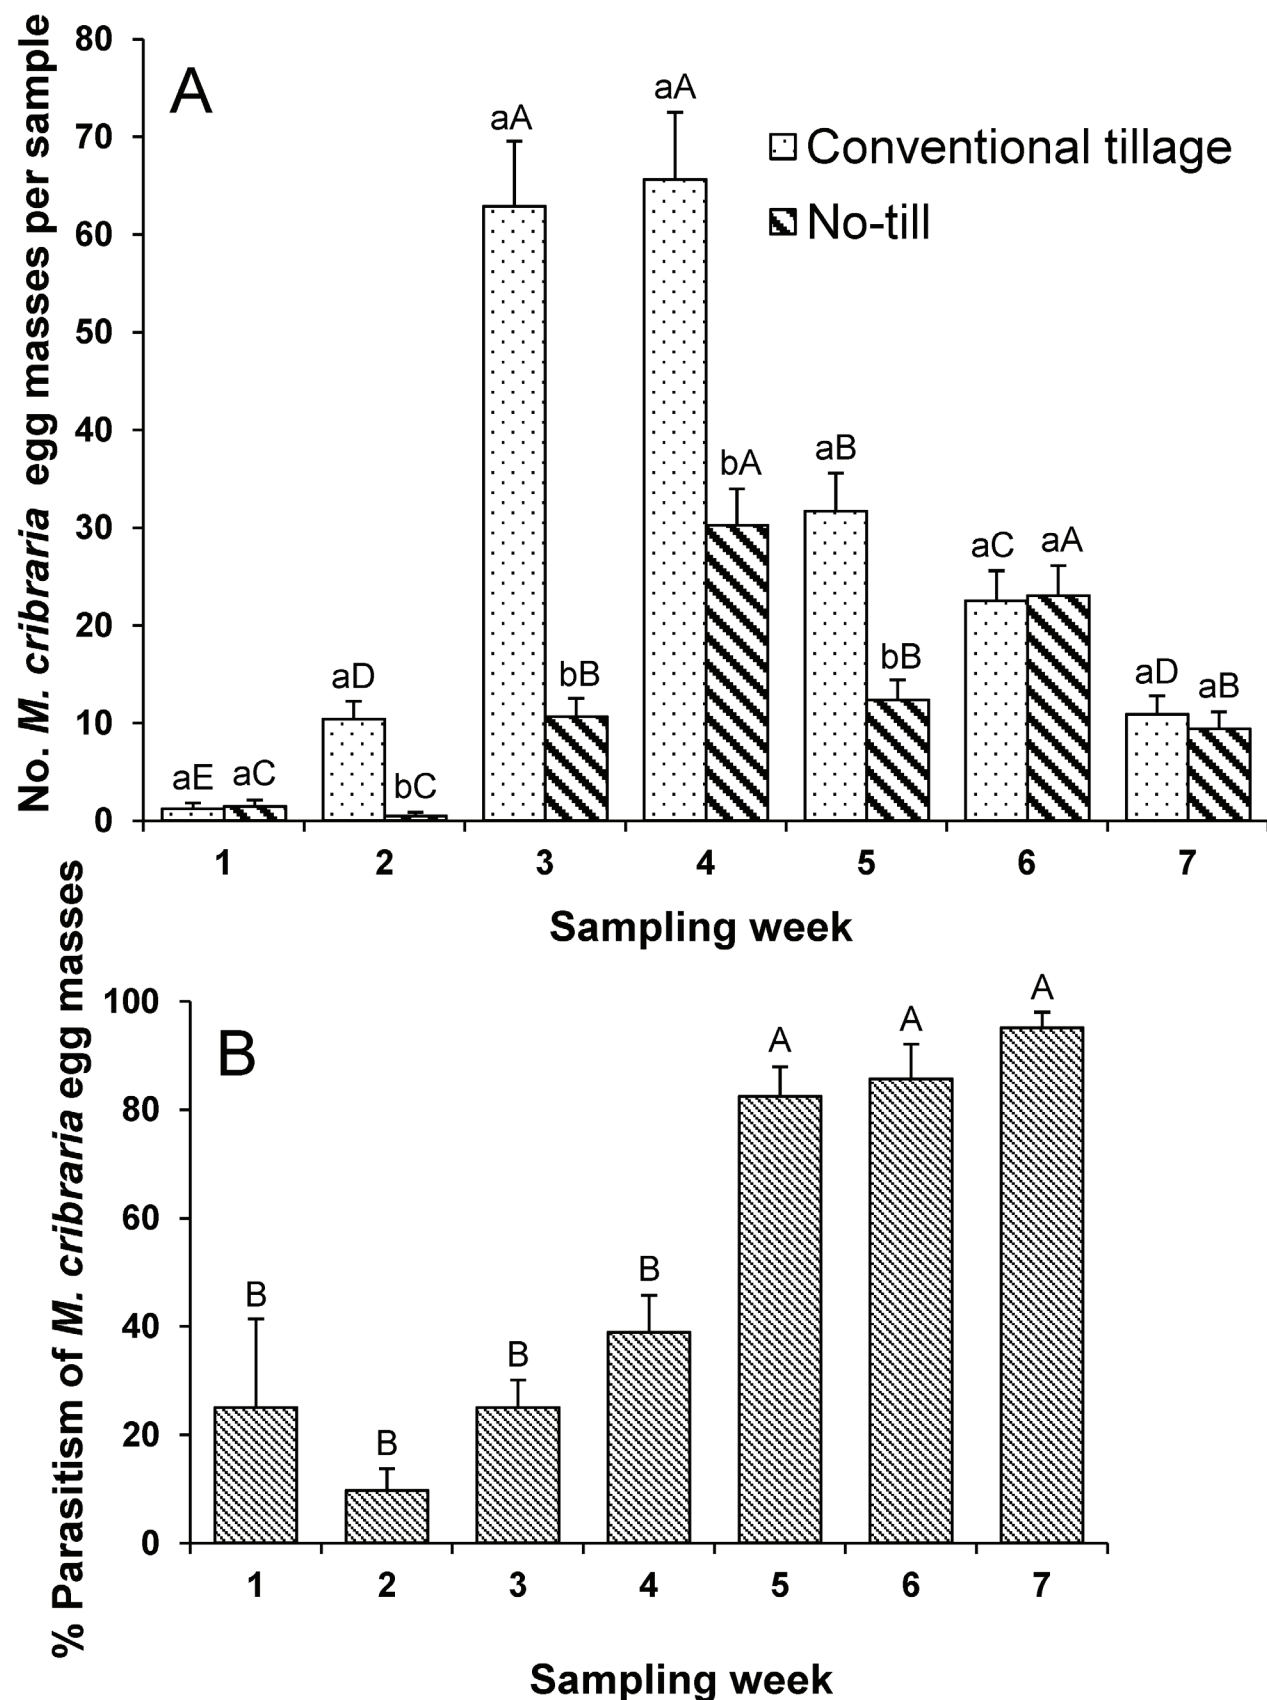 No. M. cribraria egg masses per sample
80
70
60
50
40
30
20
10
0
A
Conventional tillage
No-till
aE aC aD bC aA bB aA bA aB bB aC aA aD aB
1 2 3 4 5 6 7
Sampling week
% Parasitism of M. cribraria egg masses
100
80
60
40
20
0
B
B B B B A A A
1 2 3 4 5 6 7
Sampling week